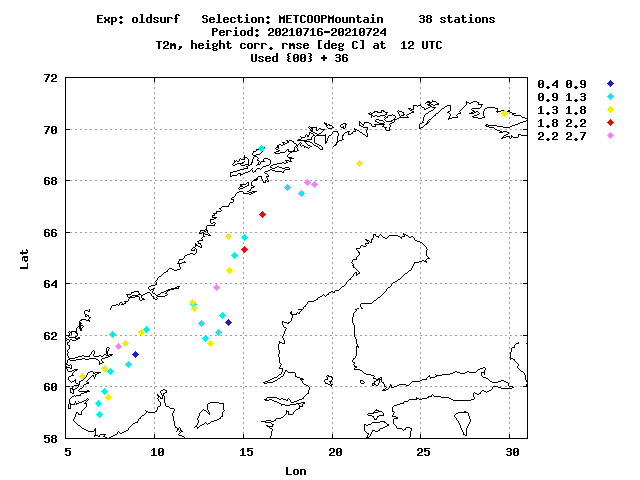 Exp: oldsurf Selection: METCOOPMountain 38 stations
Period: 20210716-20210724
T2m, height corr. rmse [deg C] at 12 UTC
Used {00} + 36
72
70
68
66
64
62
60
58
5 10 15 20 25 30
Lat
Lon
0.4 0.9
0.9 1.3
1.3 1.8
1.8 2.2
2.2 2.7